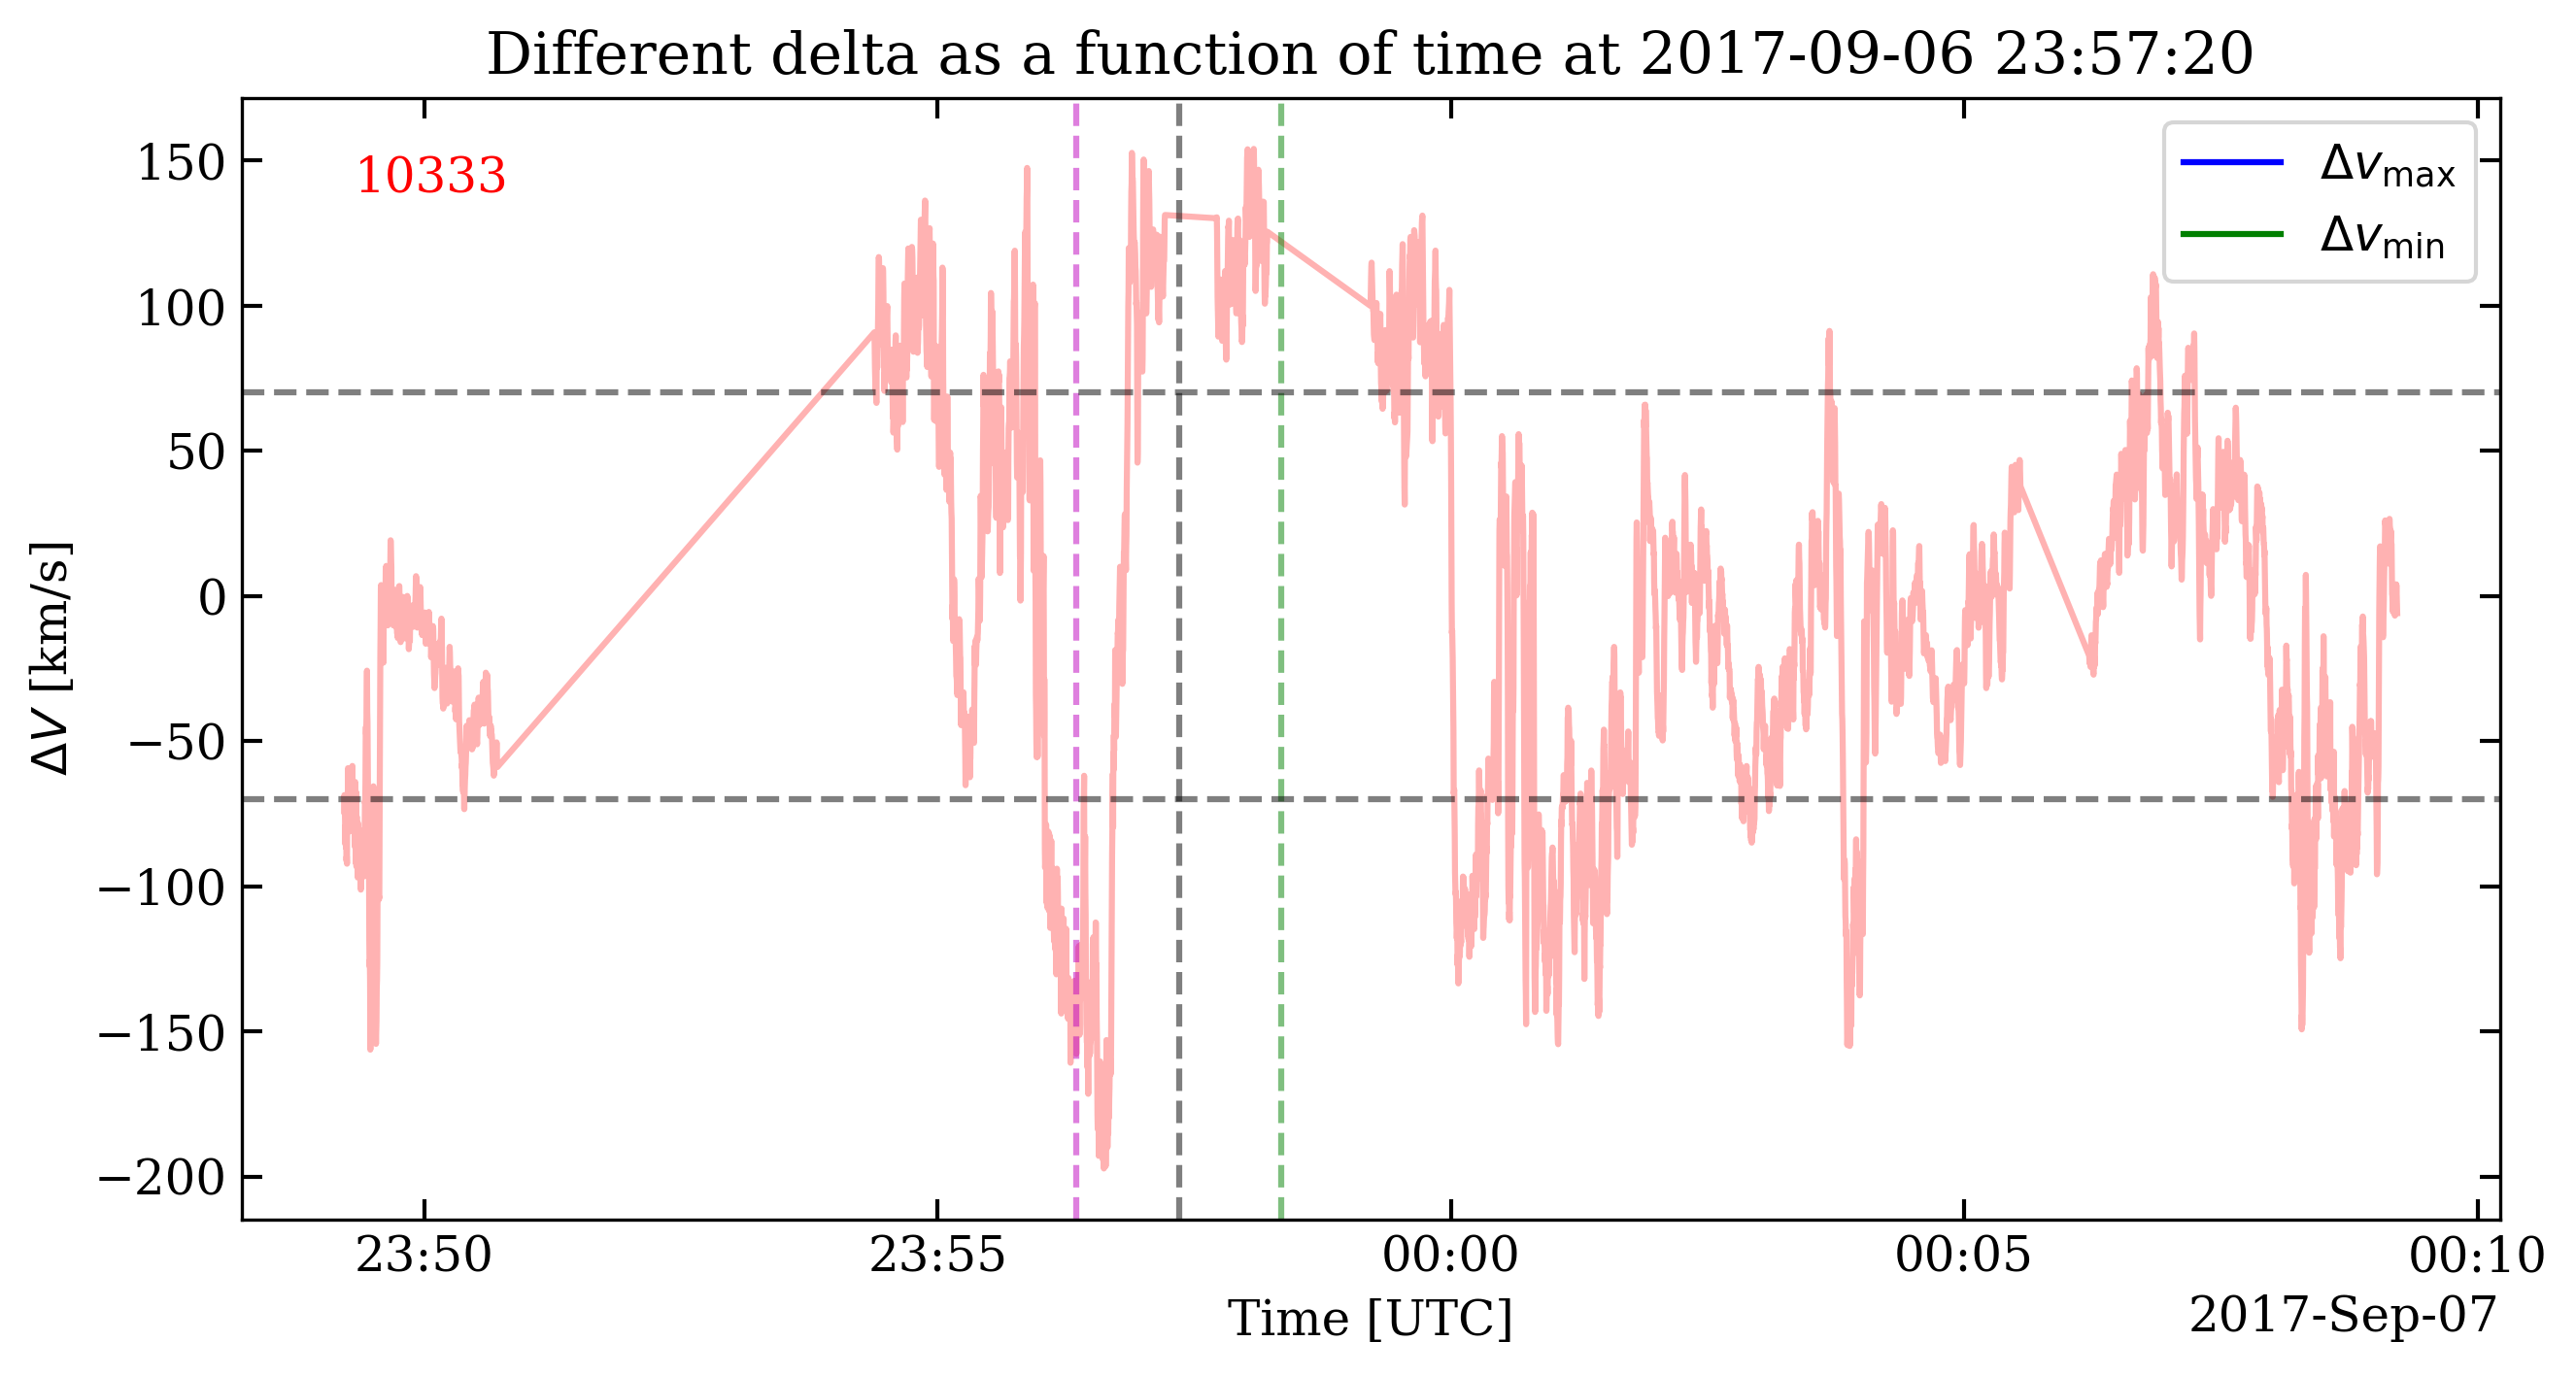 Different delta as a function of time at 2017-09-06 23:57:20
10333
Δv_max
Δv_min
150
100
50
0
−50
−100
−150
−200
ΔV [km/s]
23:50 23:55 00:00 00:05 00:10
Time [UTC]
2017-Sep-07